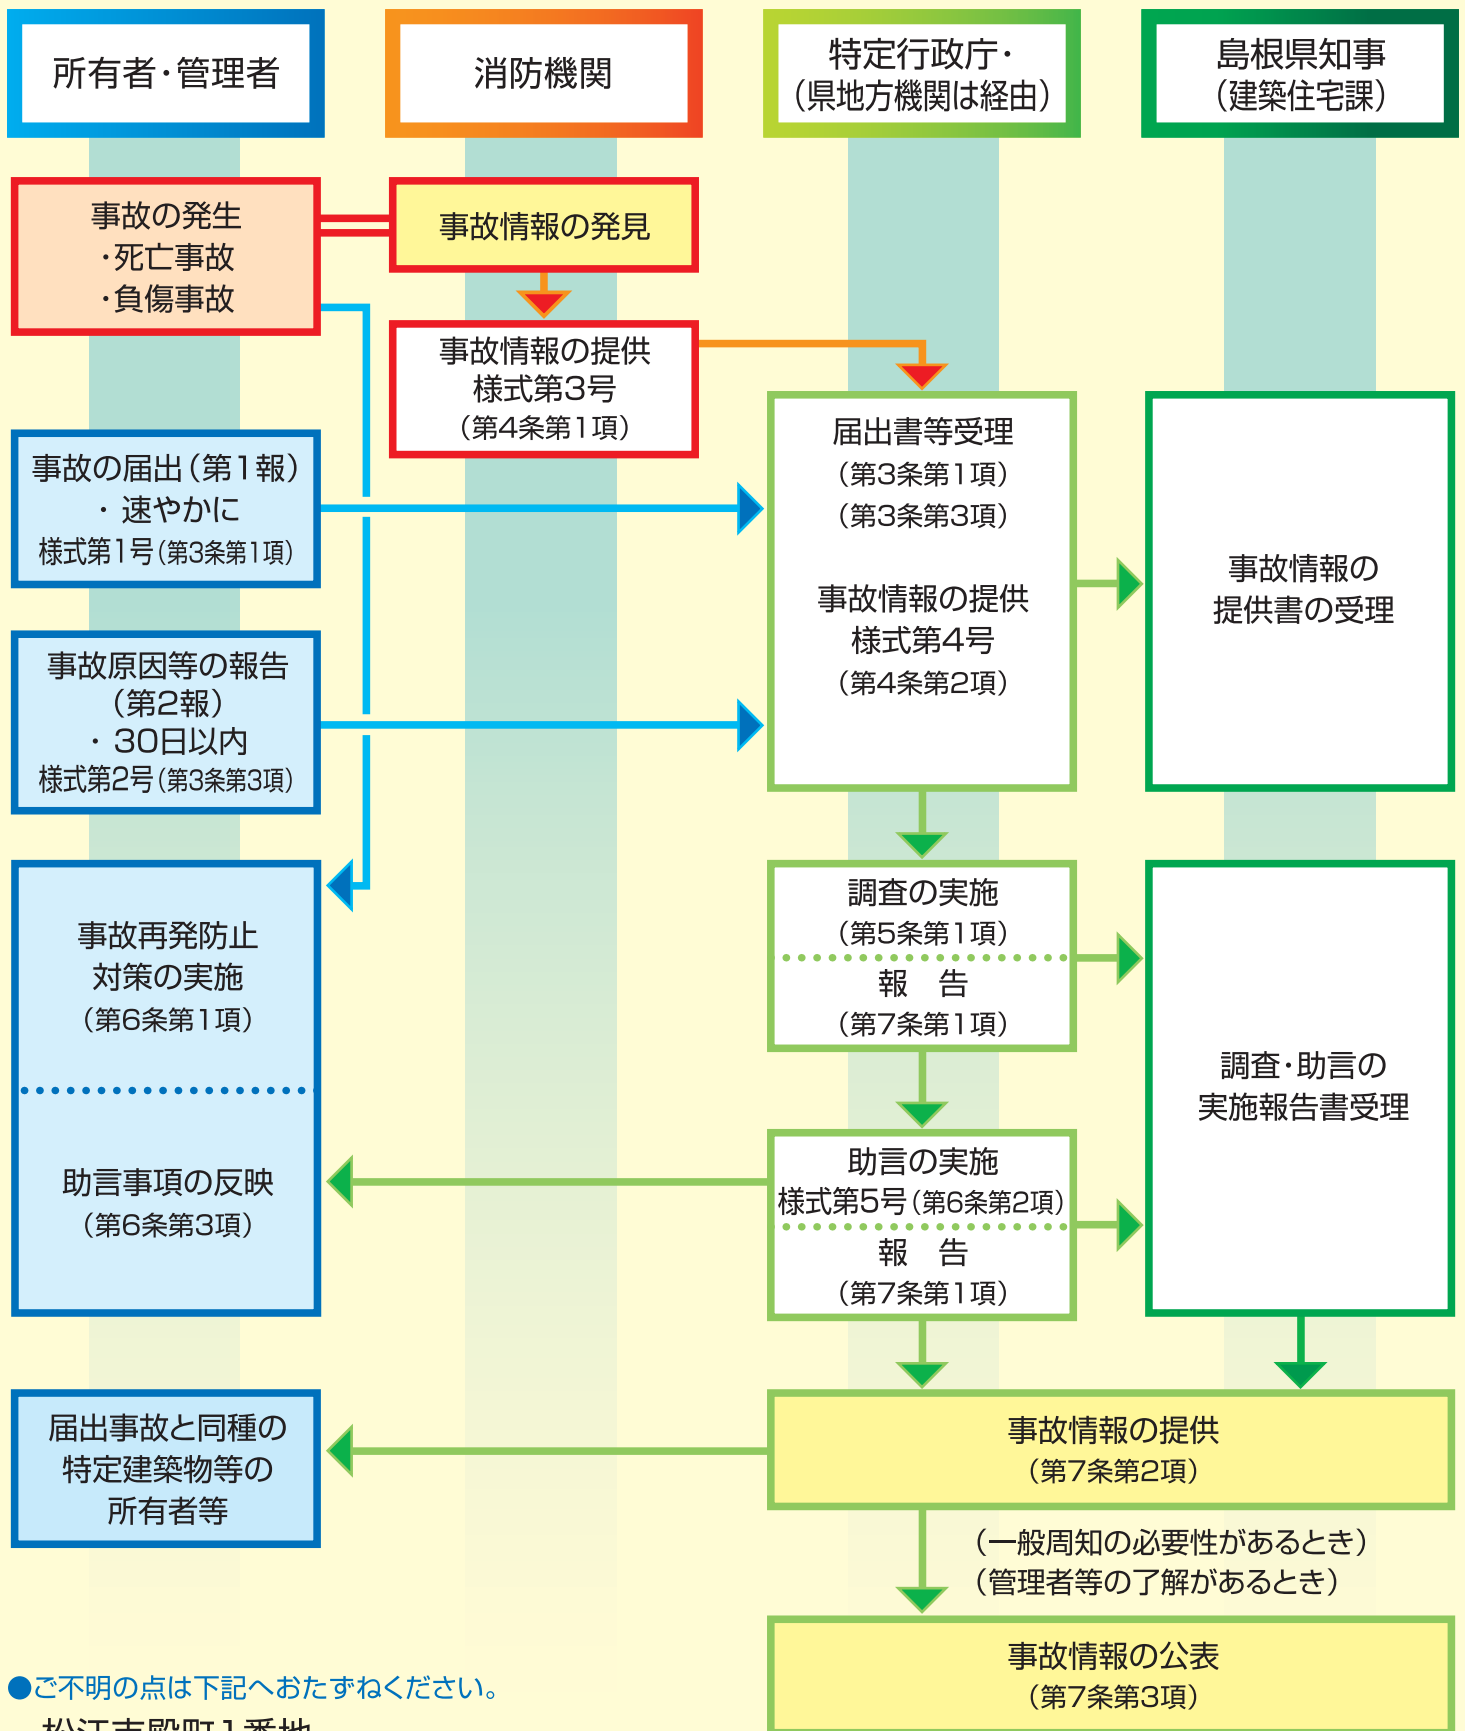 所有者・管理者
消防機関
特定行政庁・
（県地方機関は経由）
島根県知事
（建築住宅課）
事故の発生
・死亡事故
・負傷事故
事故情報の発見
事故情報の提供
様式第3号
（第4条第1項）
事故の届出（第1報）
・ 速やかに
様式第1号（第3条第1項）
届出書等受理
（第3条第1項）
（第3条第3項）
事故情報の提供
様式第4号
（第4条第2項）
事故情報の
提供書の受理
事故原因等の報告
（第2報）
・ 30日以内
様式第2号（第3条第3項）
事故再発防止
対策の実施
（第6条第1項）
助言事項の反映
（第6条第3項）
調査の実施
（第5条第1項）
報　告
（第7条第1項）
助言の実施
様式第5号（第6条第2項）
報　告
（第7条第1項）
調査・助言の
実施報告書受理
届出事故と同種の
特定建築物等の
所有者等
事故情報の提供
（第7条第2項）
（一般周知の必要性があるとき）
（管理者等の了解があるとき）
事故情報の公表
（第7条第3項）
●ご不明の点は下記へおたずねください。
松江市殿町1番地